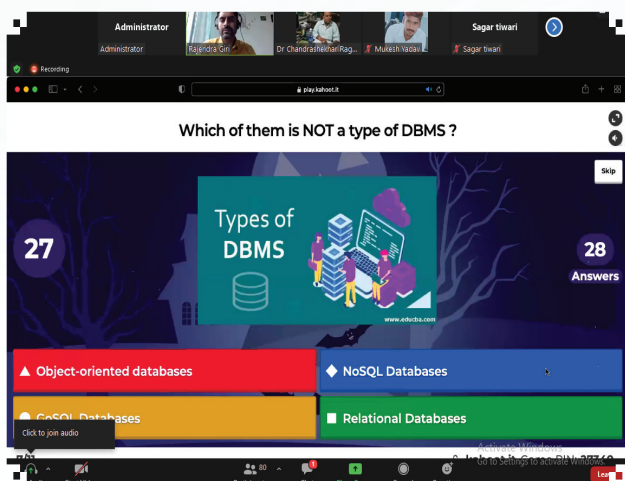 Administrator
Sagar tiwari
Administrator
Rajendra Giri
Dr Chandrashekhar Rag...
Mukesh Yadav
Sagar tiwari
Recording
play.kahoot.it
Which of them is NOT a type of DBMS ?
Skip
Types of
DBMS
27
28
Answers
www.educba.com
▲ Object-oriented databases
◆ NoSQL Databases
GoSQL Databases
■ Relational Databases
Click to join audio
Activate Windows
Go to Settings to activate Windows.
80
1